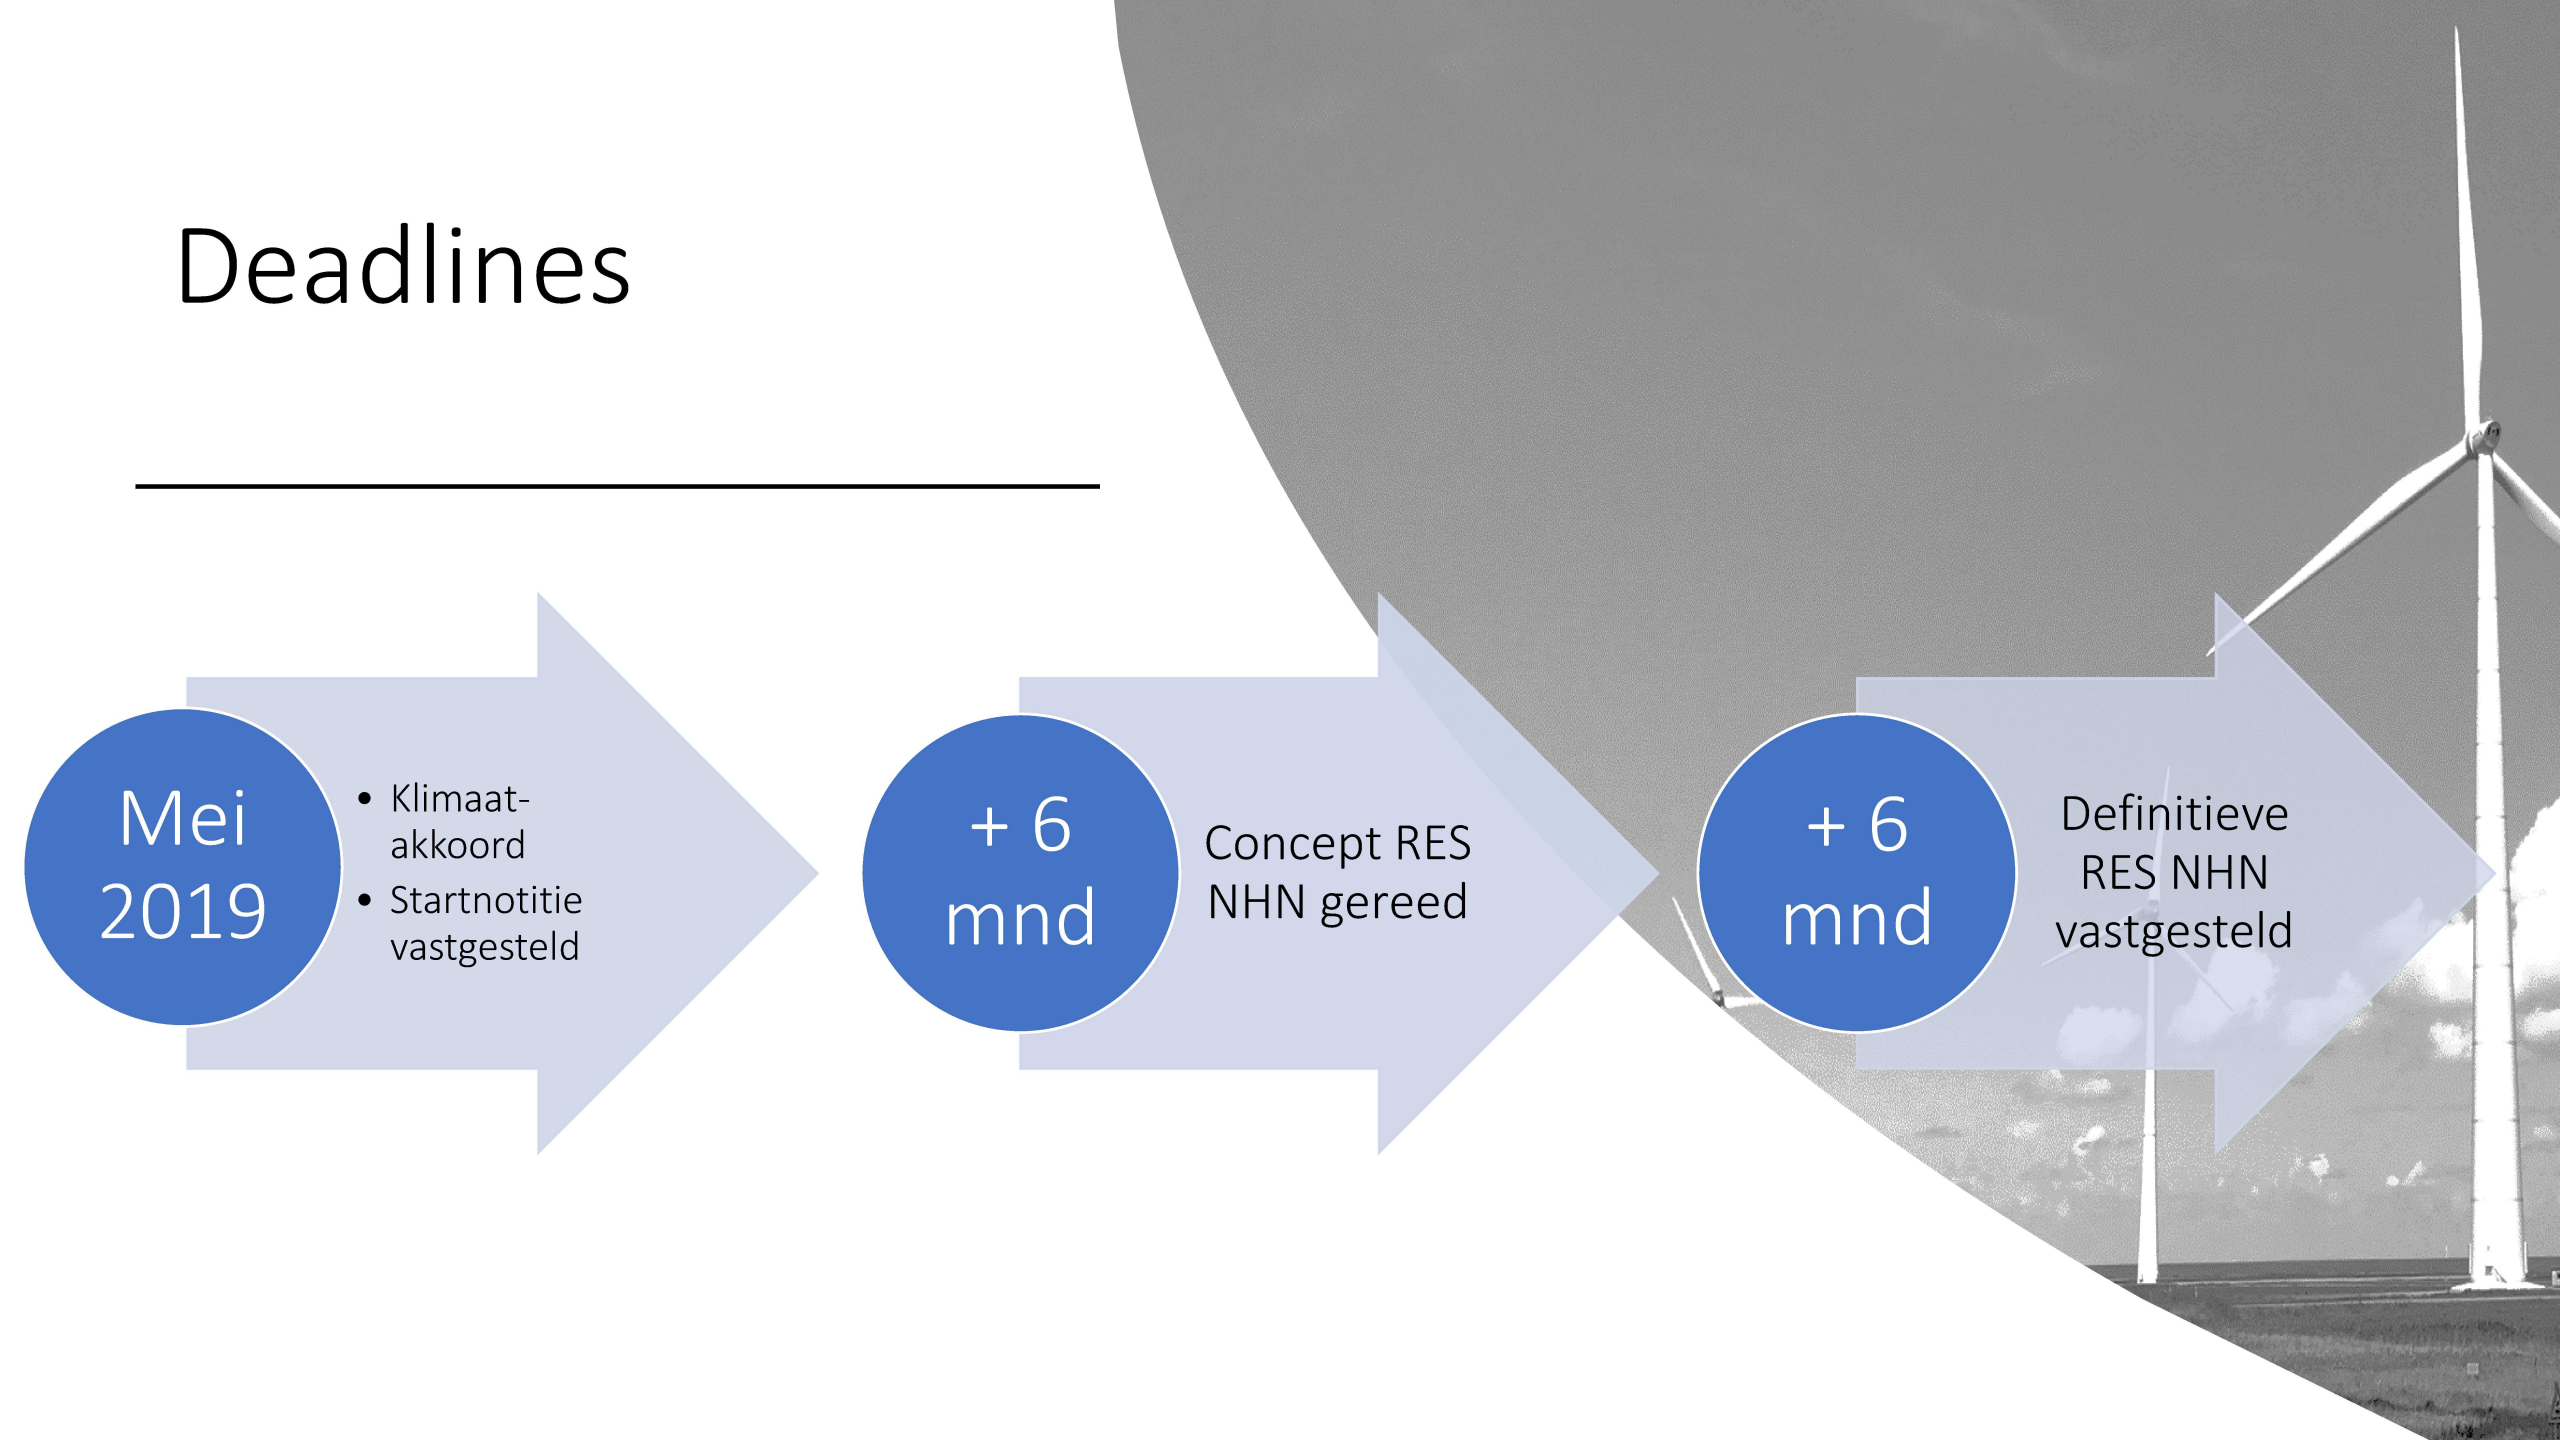 Deadlines
Mei
2019
• Klimaat-
akkoord
• Startnotitie
vastgesteld
+ 6
mnd
Concept RES
NHN gereed
+ 6
mnd
Definitieve
RES NHN
vastgesteld